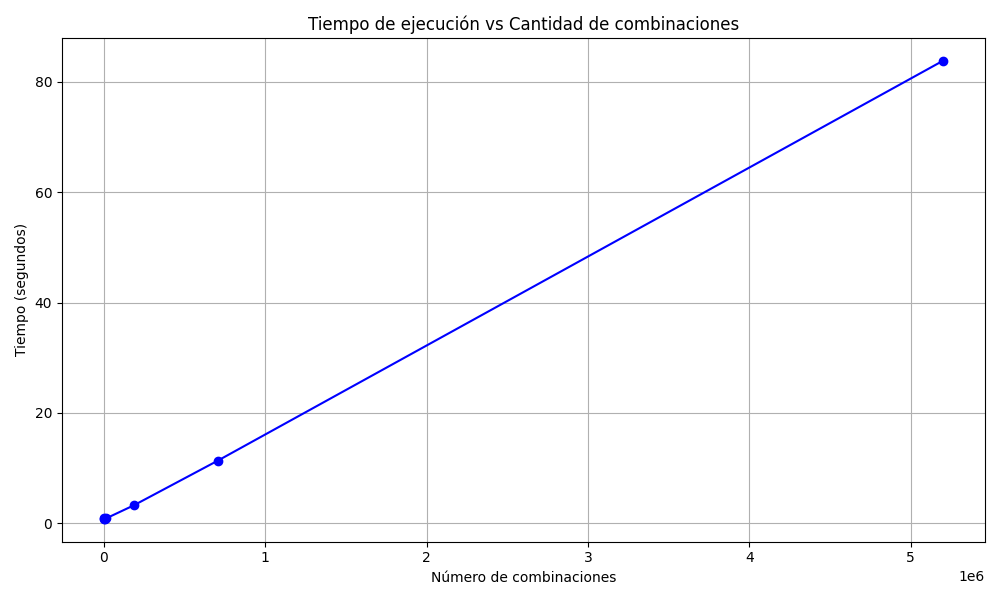 Tiempo de ejecución vs Cantidad de combinaciones
Tiempo (segundos)
80
60
40
20
0
0 1 2 3 4 5
1e6
Número de combinaciones